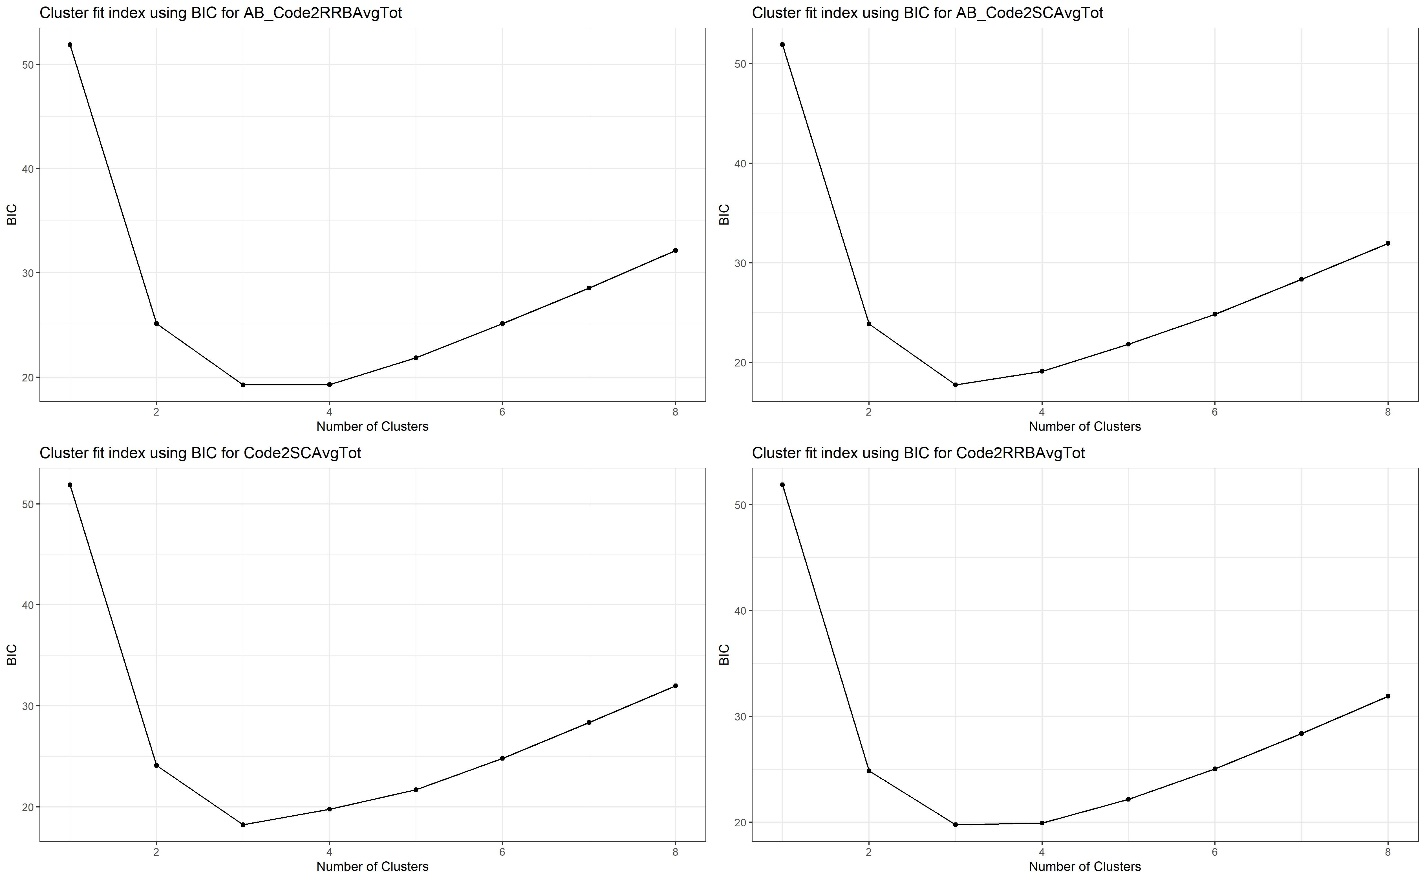 Cluster fit index using BIC for AB_Code2RRBAvgTot
50
40
30
20
BIC
2
4
6
8
Number of Clusters
Cluster fit index using BIC for AB_Code2SCAvgTot
50
40
30
20
BIC
2
4
6
8
Number of Clusters
Cluster fit index using BIC for Code2SCAvgTot
50
40
30
20
BIC
2
4
6
8
Number of Clusters
Cluster fit index using BIC for Code2RRBAvgTot
50
40
30
20
BIC
2
4
6
8
Number of Clusters